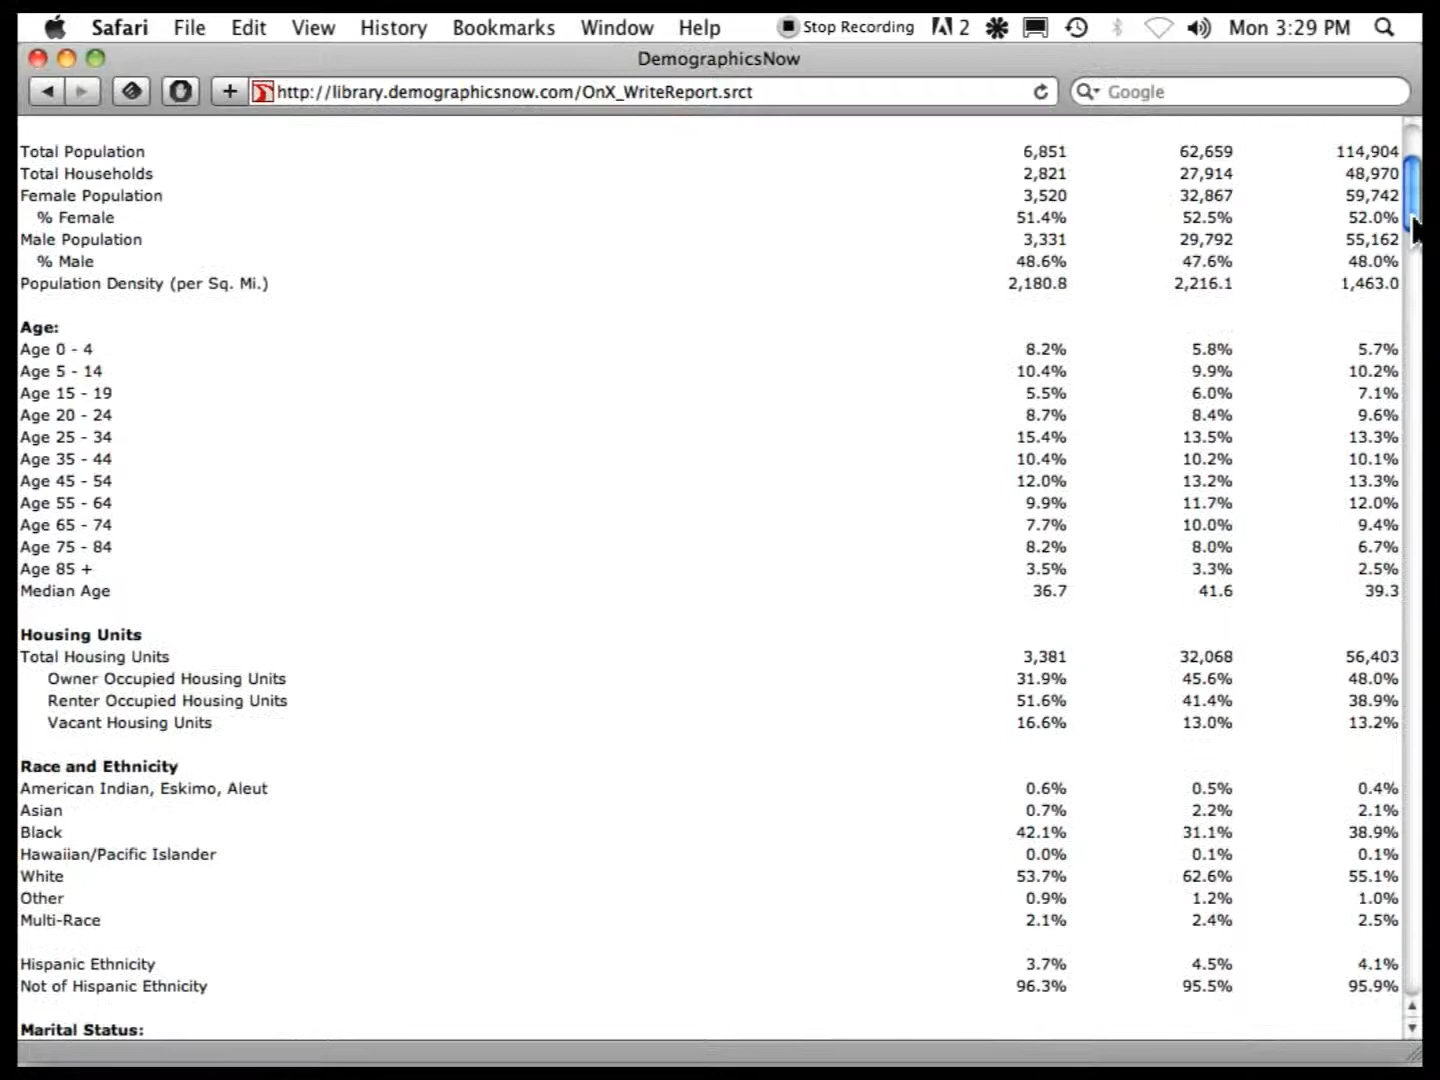 Safari File Edit View History Bookmarks Window Help Stop Recording 2 Mon 3:29 PM
DemographicsNow
http://library.demographicsnow.com/OnX_WriteReport.srct Google
Total Population 6,851 62,659 114,904
Total Households 2,821 27,914 48,970
Female Population 3,520 32,867 59,742
% Female 51.4% 52.5% 52.0%
Male Population 3,331 29,792 55,162
% Male 48.6% 47.6% 48.0%
Population Density (per Sq. Mi.) 2,180.8 2,216.1 1,463.0
Age:
Age 0 - 4 8.2% 5.8% 5.7%
Age 5 - 14 10.4% 9.9% 10.2%
Age 15 - 19 5.5% 6.0% 7.1%
Age 20 - 24 8.7% 8.4% 9.6%
Age 25 - 34 15.4% 13.5% 13.3%
Age 35 - 44 10.4% 10.2% 10.1%
Age 45 - 54 12.0% 13.2% 13.3%
Age 55 - 64 9.9% 11.7% 12.0%
Age 65 - 74 7.7% 10.0% 9.4%
Age 75 - 84 8.2% 8.0% 6.7%
Age 85 + 3.5% 3.3% 2.5%
Median Age 36.7 41.6 39.3
Housing Units
Total Housing Units 3,381 32,068 56,403
Owner Occupied Housing Units 31.9% 45.6% 48.0%
Renter Occupied Housing Units 51.6% 41.4% 38.9%
Vacant Housing Units 16.6% 13.0% 13.2%
Race and Ethnicity
American Indian, Eskimo, Aleut 0.6% 0.5% 0.4%
Asian 0.7% 2.2% 2.1%
Black 42.1% 31.1% 38.9%
Hawaiian/Pacific Islander 0.0% 0.1% 0.1%
White 53.7% 62.6% 55.1%
Other 0.9% 1.2% 1.0%
Multi-Race 2.1% 2.4% 2.5%
Hispanic Ethnicity 3.7% 4.5% 4.1%
Not of Hispanic Ethnicity 96.3% 95.5% 95.9%
Marital Status: